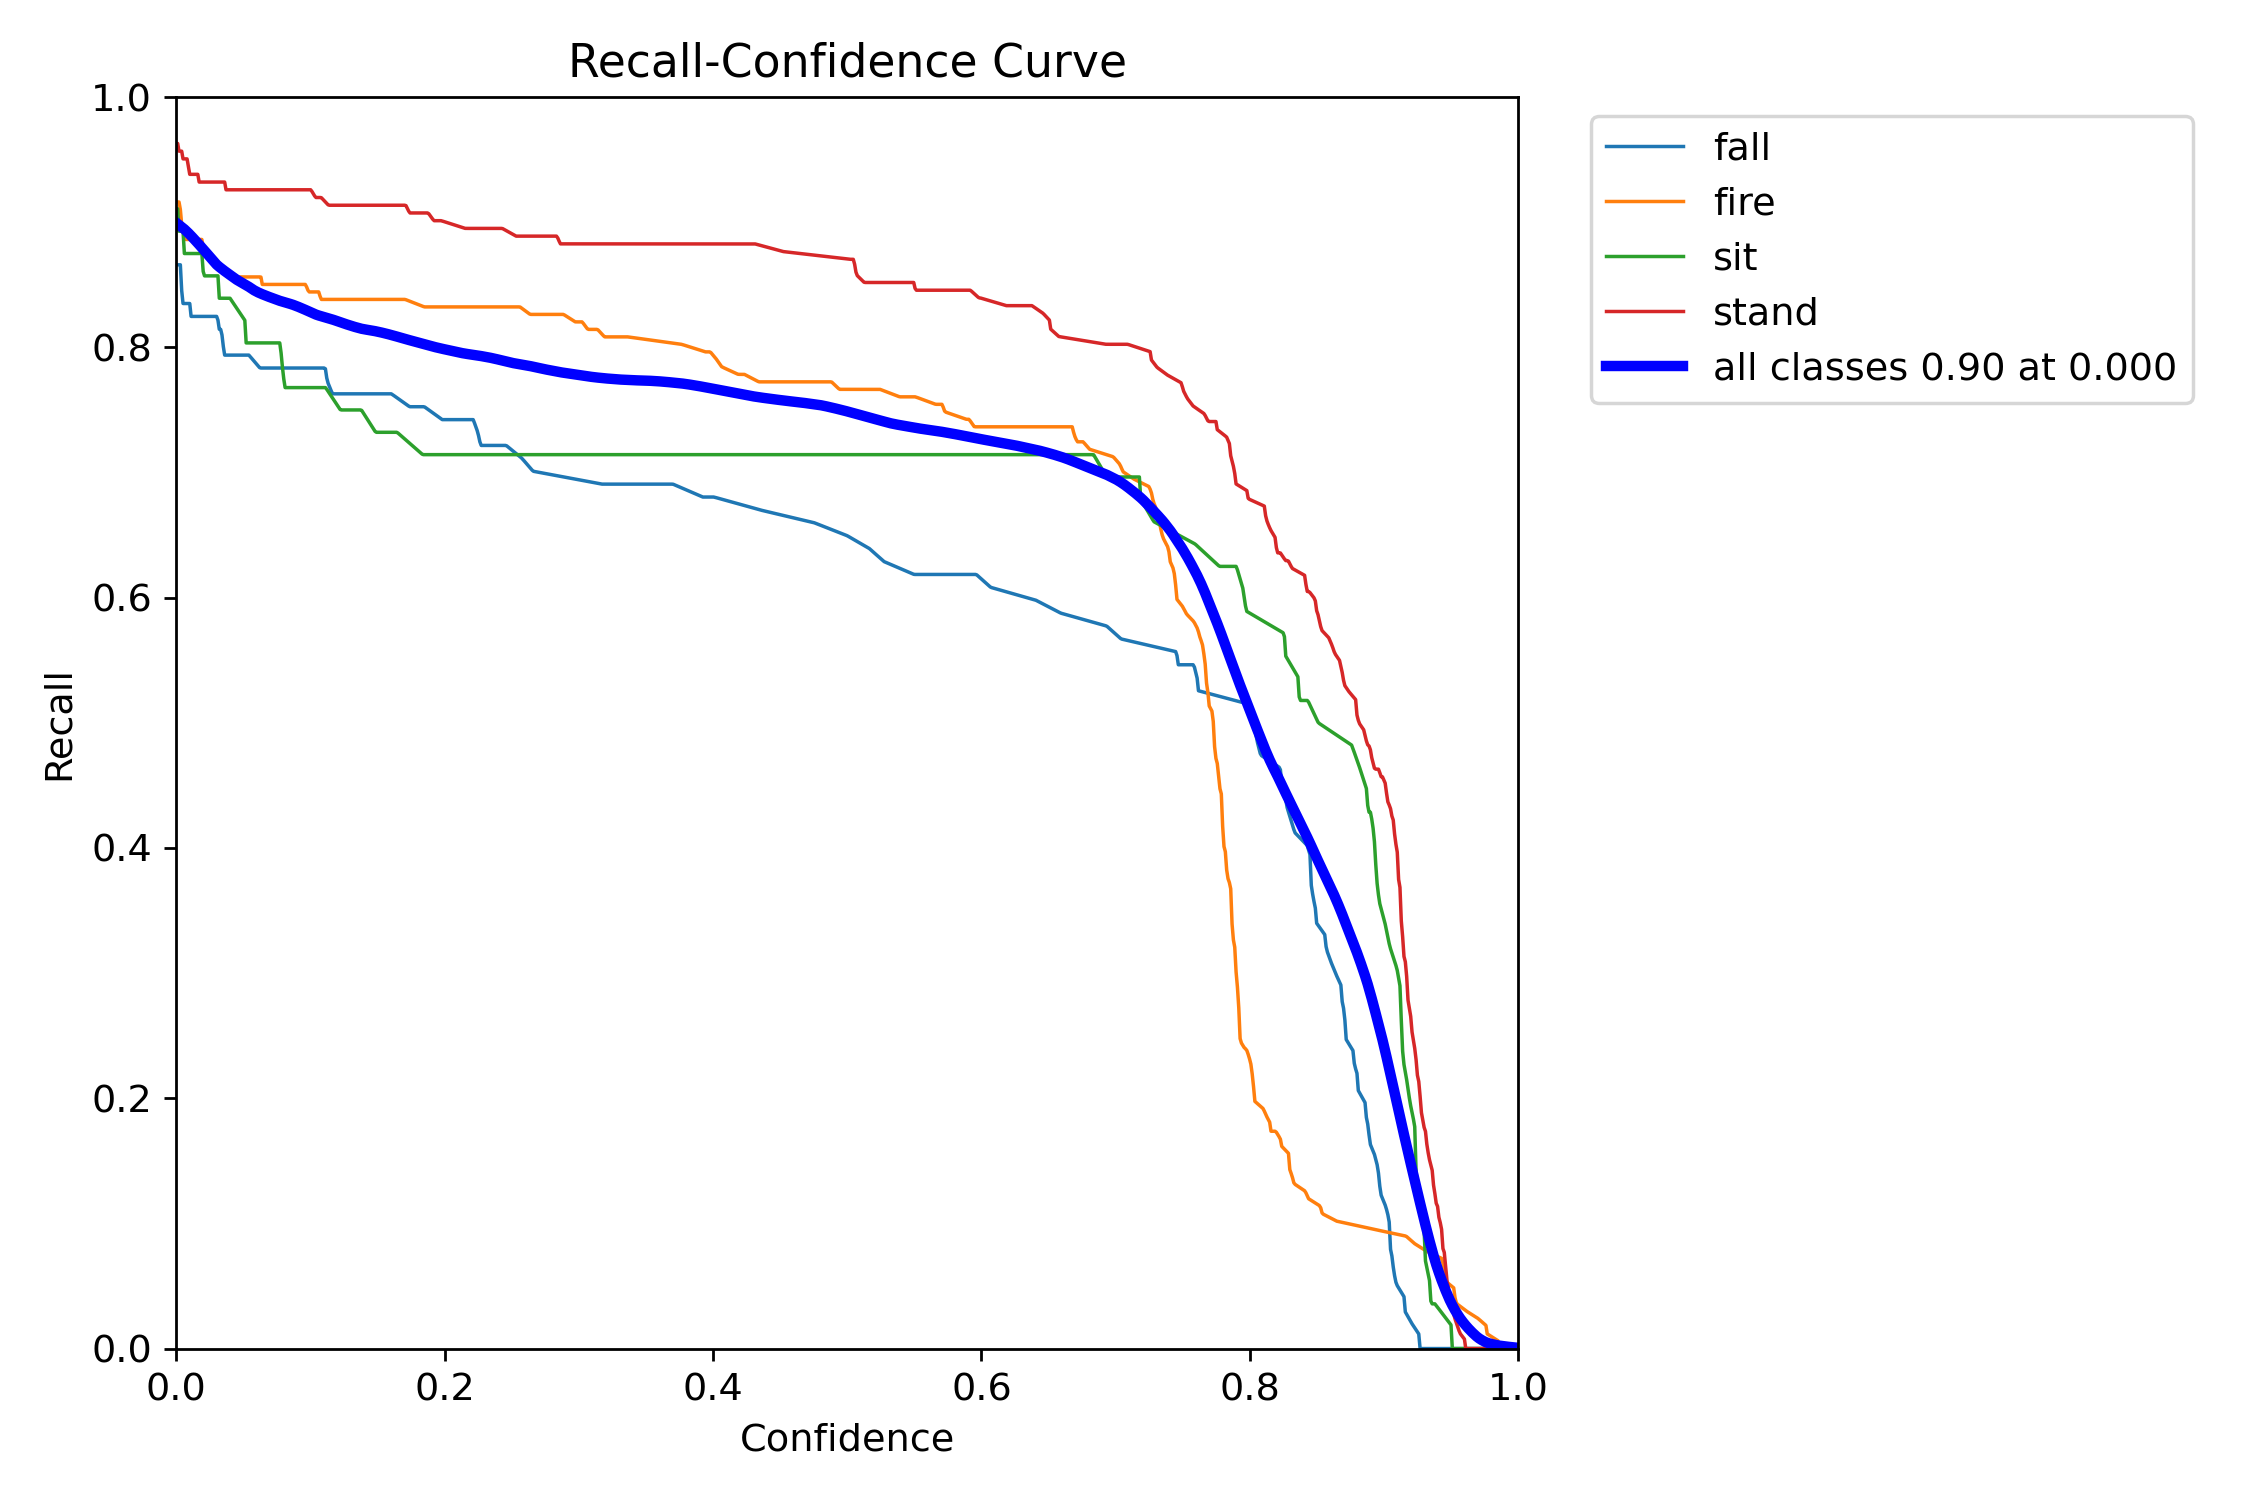 Recall-Confidence Curve
1.0
0.8
0.6
0.4
0.2
0.0
Recall
0.0 0.2 0.4 0.6 0.8 1.0
Confidence
fall
fire
sit
stand
all classes 0.90 at 0.000